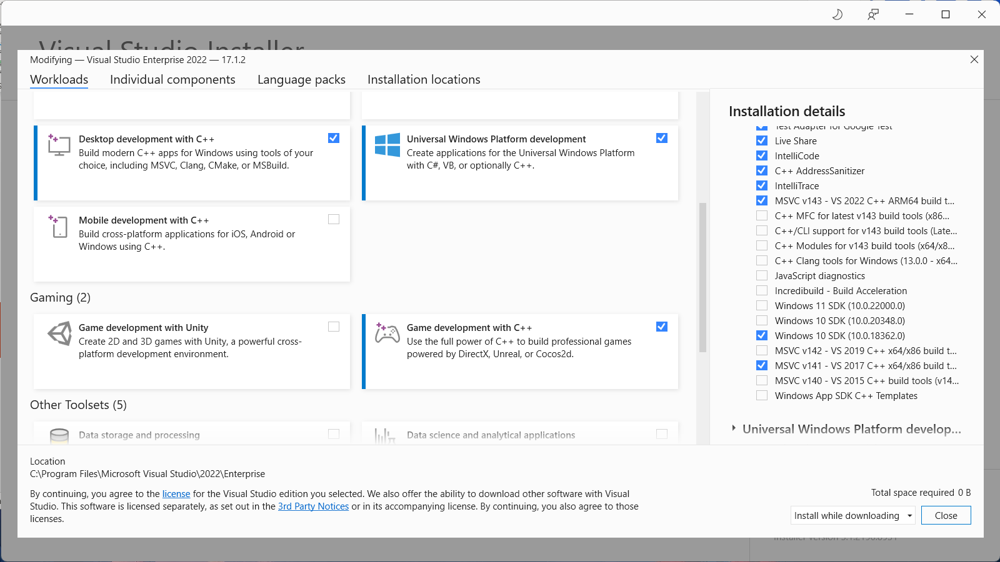 Visual Studio Installer
Modifying — Visual Studio Enterprise 2022 — 17.1.2
Workloads
Individual components
Language packs
Installation locations
Desktop development with C++
Build modern C++ apps for Windows using tools of your
choice, including MSVC, Clang, CMake, or MSBuild.
Universal Windows Platform development
Create applications for the Universal Windows Platform
with C#, VB, or optionally C++.
Mobile development with C++
Build cross-platform applications for iOS, Android or
Windows using C++.
Gaming (2)
Game development with Unity
Create 2D and 3D games with Unity, a powerful cross-
platform development environment.
Game development with C++
Use the full power of C++ to build professional games
powered by DirectX, Unreal, or Cocos2d.
Other Toolsets (5)
Data storage and processing
Data science and analytical applications
Installation details
Test Adapter for Google Test
Live Share
IntelliCode
C++ AddressSanitizer
IntelliTrace
MSVC v143 - VS 2022 C++ ARM64 build t...
C++ MFC for latest v143 build tools (x86...
C++/CLI support for v143 build tools (Late...
C++ Modules for v143 build tools (x64/x8...
C++ Clang tools for Windows (13.0.0 - x64...
JavaScript diagnostics
Incredibuild - Build Acceleration
Windows 11 SDK (10.0.22000.0)
Windows 10 SDK (10.0.20348.0)
Windows 10 SDK (10.0.18362.0)
MSVC v142 - VS 2019 C++ x64/x86 build t...
MSVC v141 - VS 2017 C++ x64/x86 build t...
MSVC v140 - VS 2015 C++ build tools (v14...
Windows App SDK C++ Templates
Universal Windows Platform develop...
Location
C:\Program Files\Microsoft Visual Studio\2022\Enterprise
By continuing, you agree to the license for the Visual Studio edition you selected. We also offer the ability to download other software with Visual
Studio. This software is licensed separately, as set out in the 3rd Party Notices or in its accompanying license. By continuing, you also agree to those
licenses.
Total space required 0 B
Install while downloading
Close
Installer version